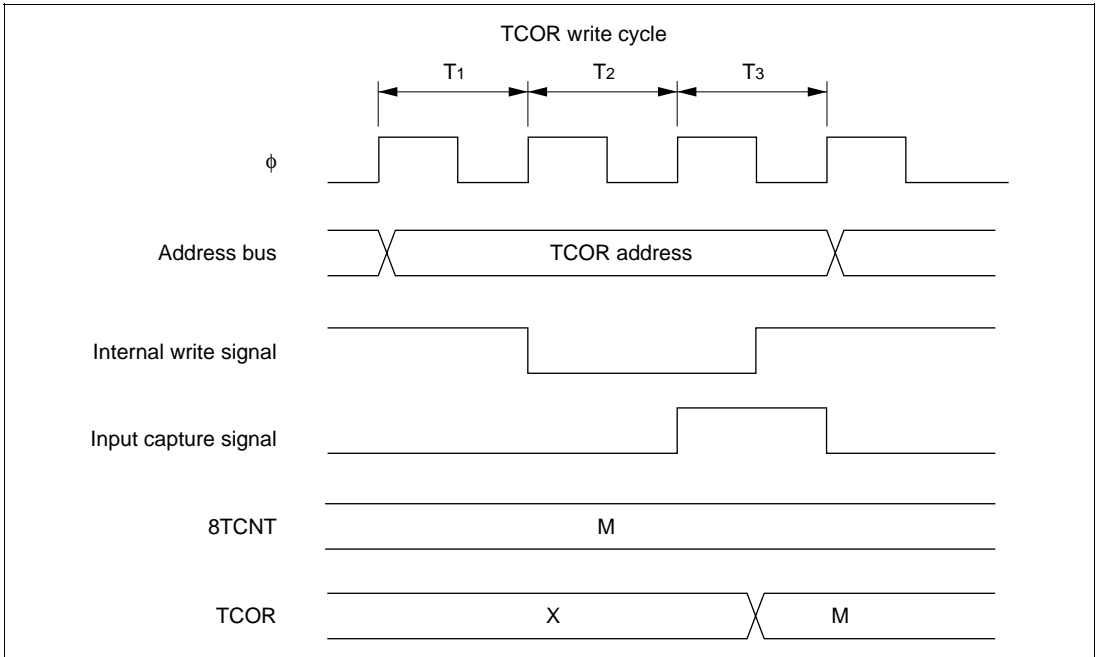 TCOR write cycle
T1 T2 T3
ϕ
Address bus TCOR address
Internal write signal
Input capture signal
8TCNT M
TCOR X M